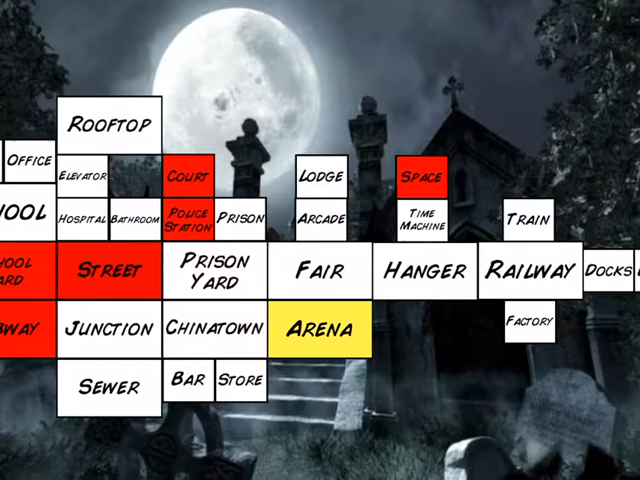 ROOFTOP
OFFICE
ELEVATOR
COURT
LODGE
SPACE
HOSPITAL
BATHROOM
POLICE
STATION
PRISON
ARCADE
TIME
MACHINE
TRAIN
STREET
PRISON
YARD
FAIR
HANGER
RAILWAY
DOCKS
JUNCTION
CHINATOWN
ARENA
FACTORY
SEWER
BAR
STORE